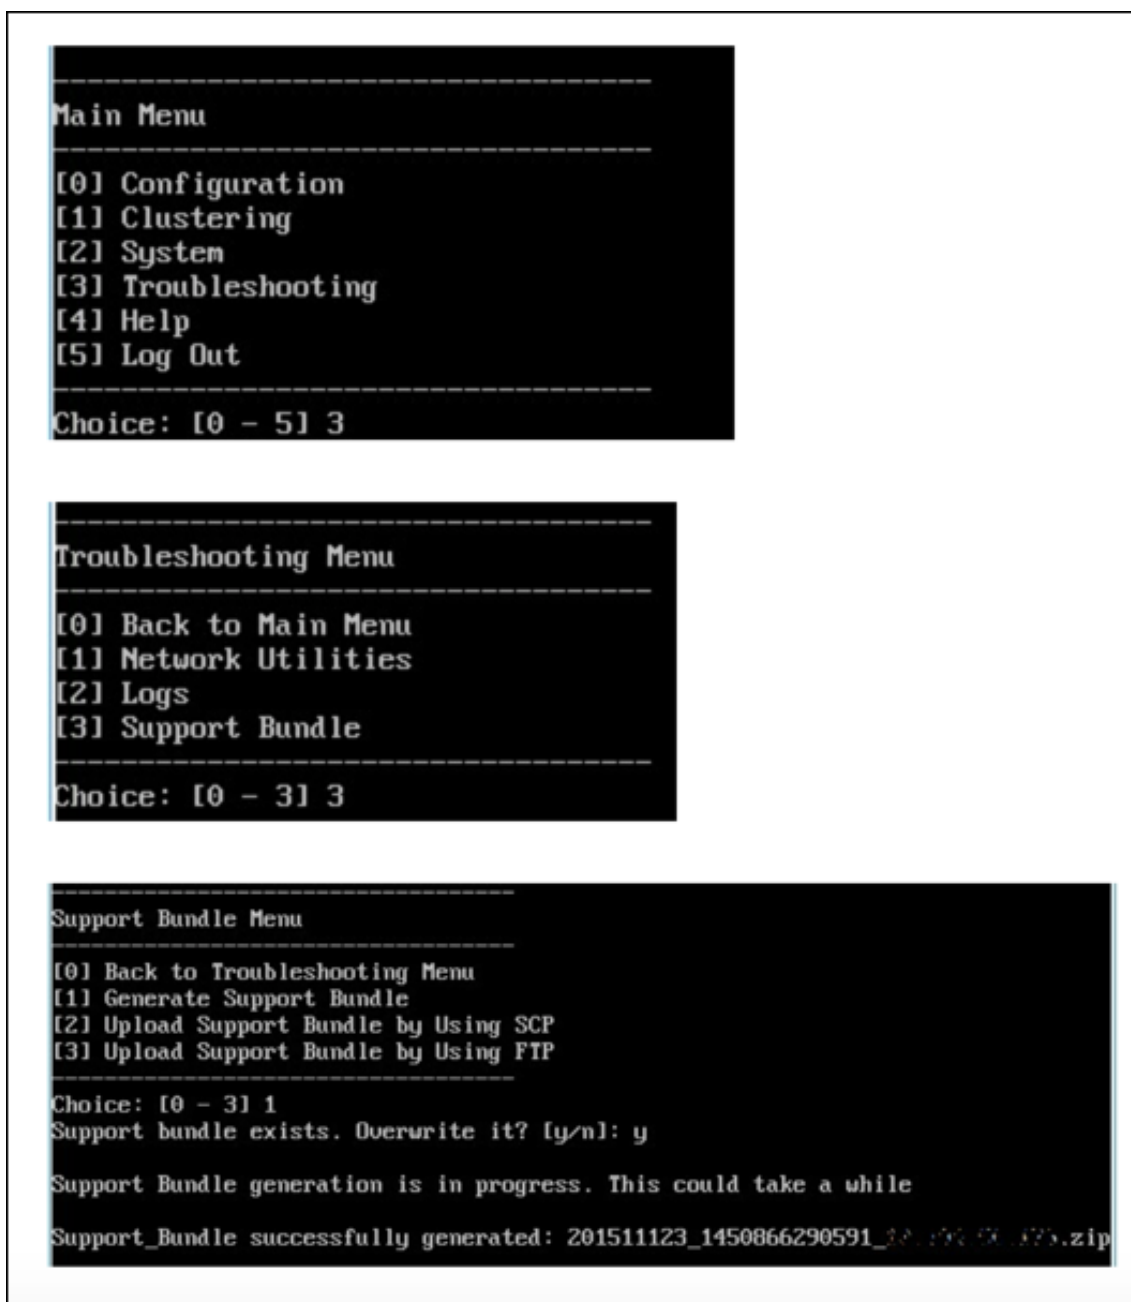 Main Menu
[0] Configuration
[1] Clustering
[2] System
[3] Troubleshooting
[4] Help
[5] Log Out
Choice: [0 - 5] 3
Troubleshooting Menu
[0] Back to Main Menu
[1] Network Utilities
[2] Logs
[3] Support Bundle
Choice: [0 - 3] 3
Support Bundle Menu
[0] Back to Troubleshooting Menu
[1] Generate Support Bundle
[2] Upload Support Bundle by Using SCP
[3] Upload Support Bundle by Using FTP
Choice: [0 - 3] 1
Support bundle exists. Overwrite it? [y/n]: y
Support Bundle generation is in progress. This could take a while
Support_Bundle successfully generated: 201511123_1450866290591_ .zip